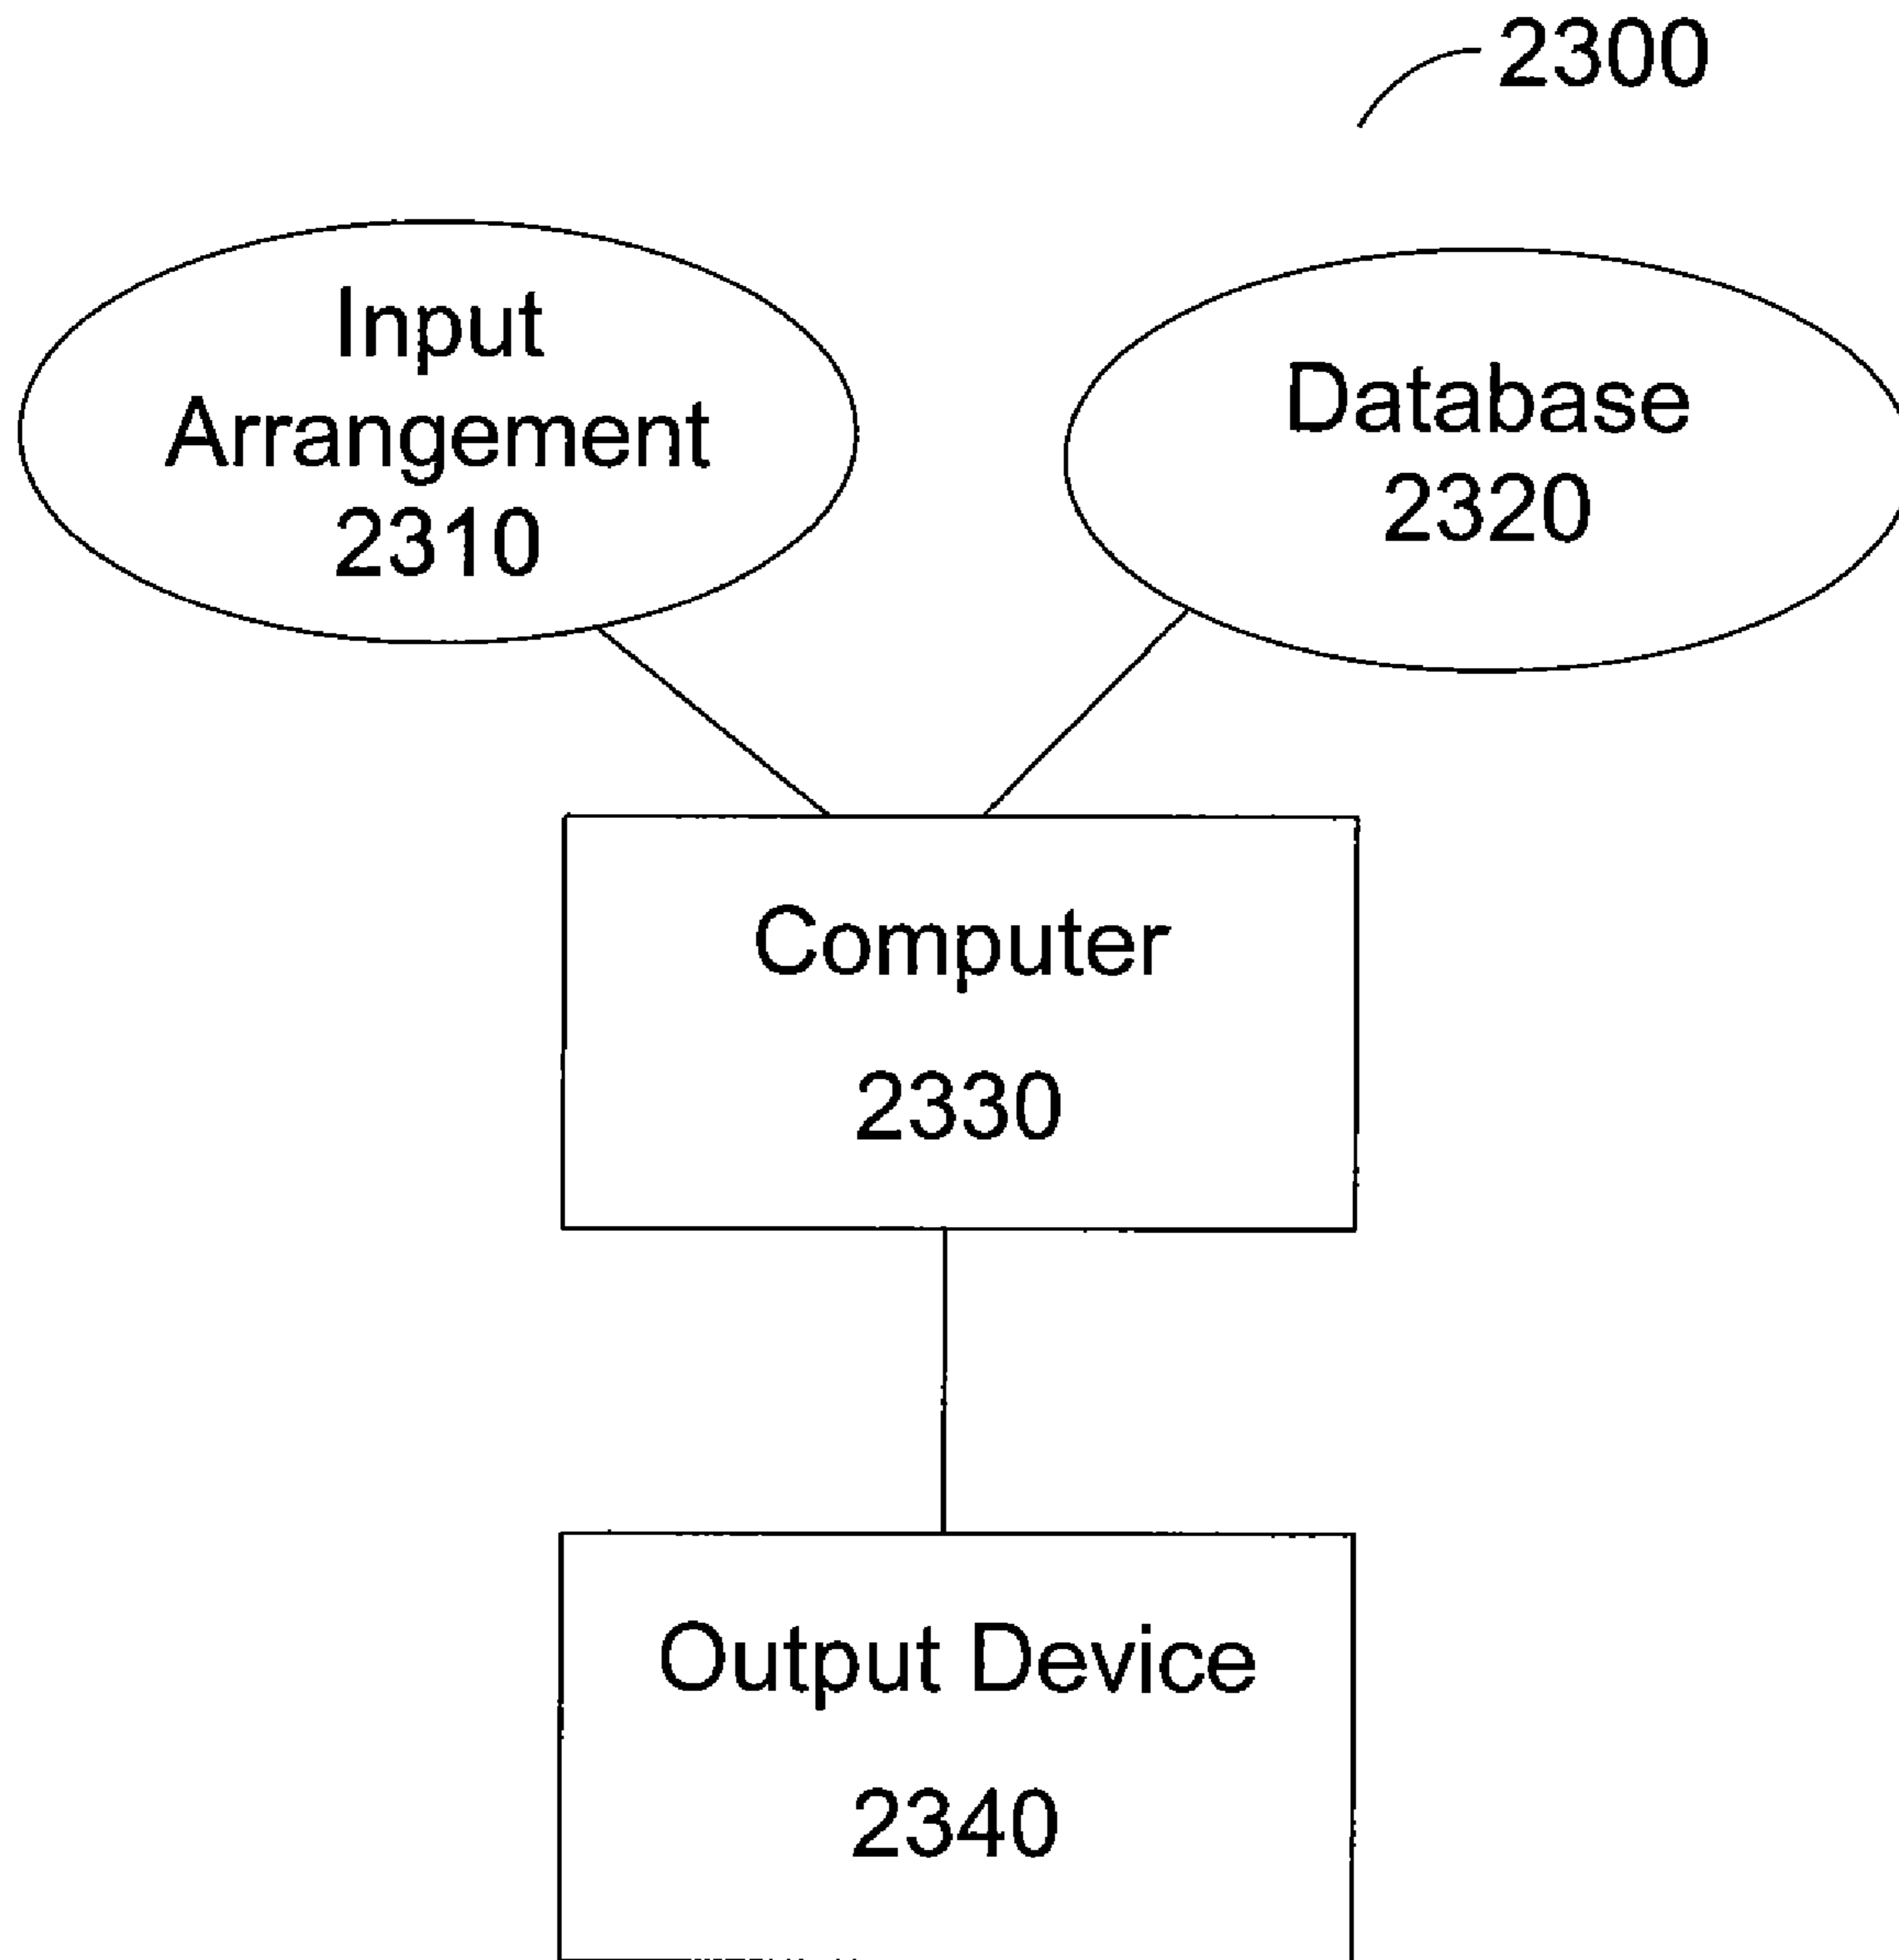 2300
Input
Arrangement
2310
Database
2320
Computer
2330
Output Device
2340